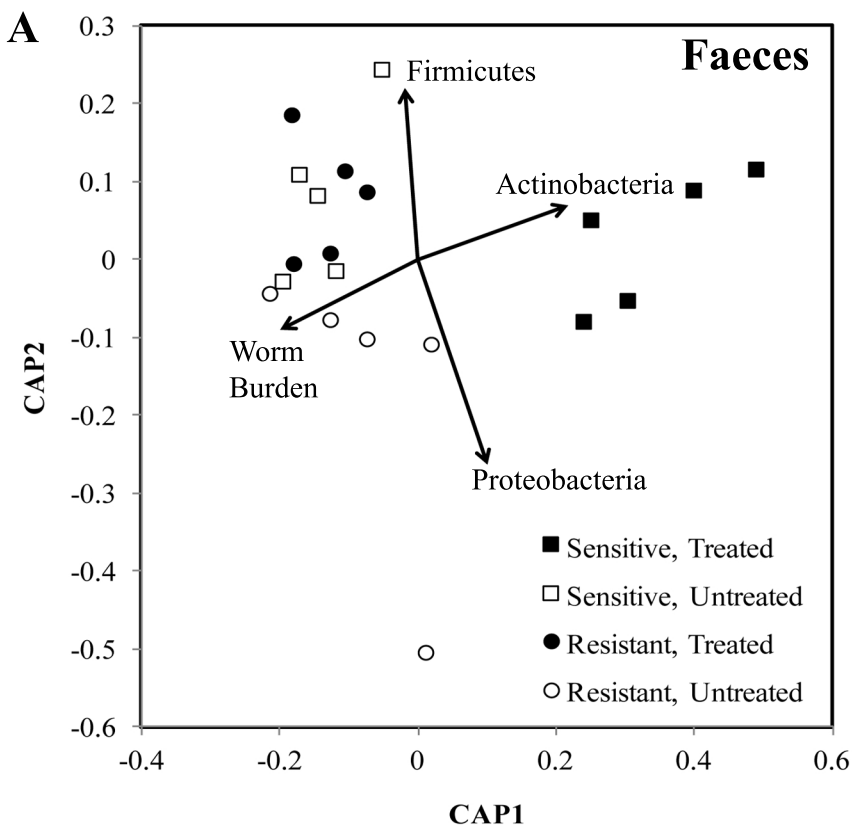 A
Faeces
0.3
0.2
0.1
0
-0.1
-0.2
-0.3
-0.4
-0.5
-0.6
CAP2
Firmicutes
Actinobacteria
Worm
Burden
Proteobacteria
Sensitive, Treated
Sensitive, Untreated
Resistant, Treated
Resistant, Untreated
-0.4 -0.2 0 0.2 0.4 0.6
CAP1